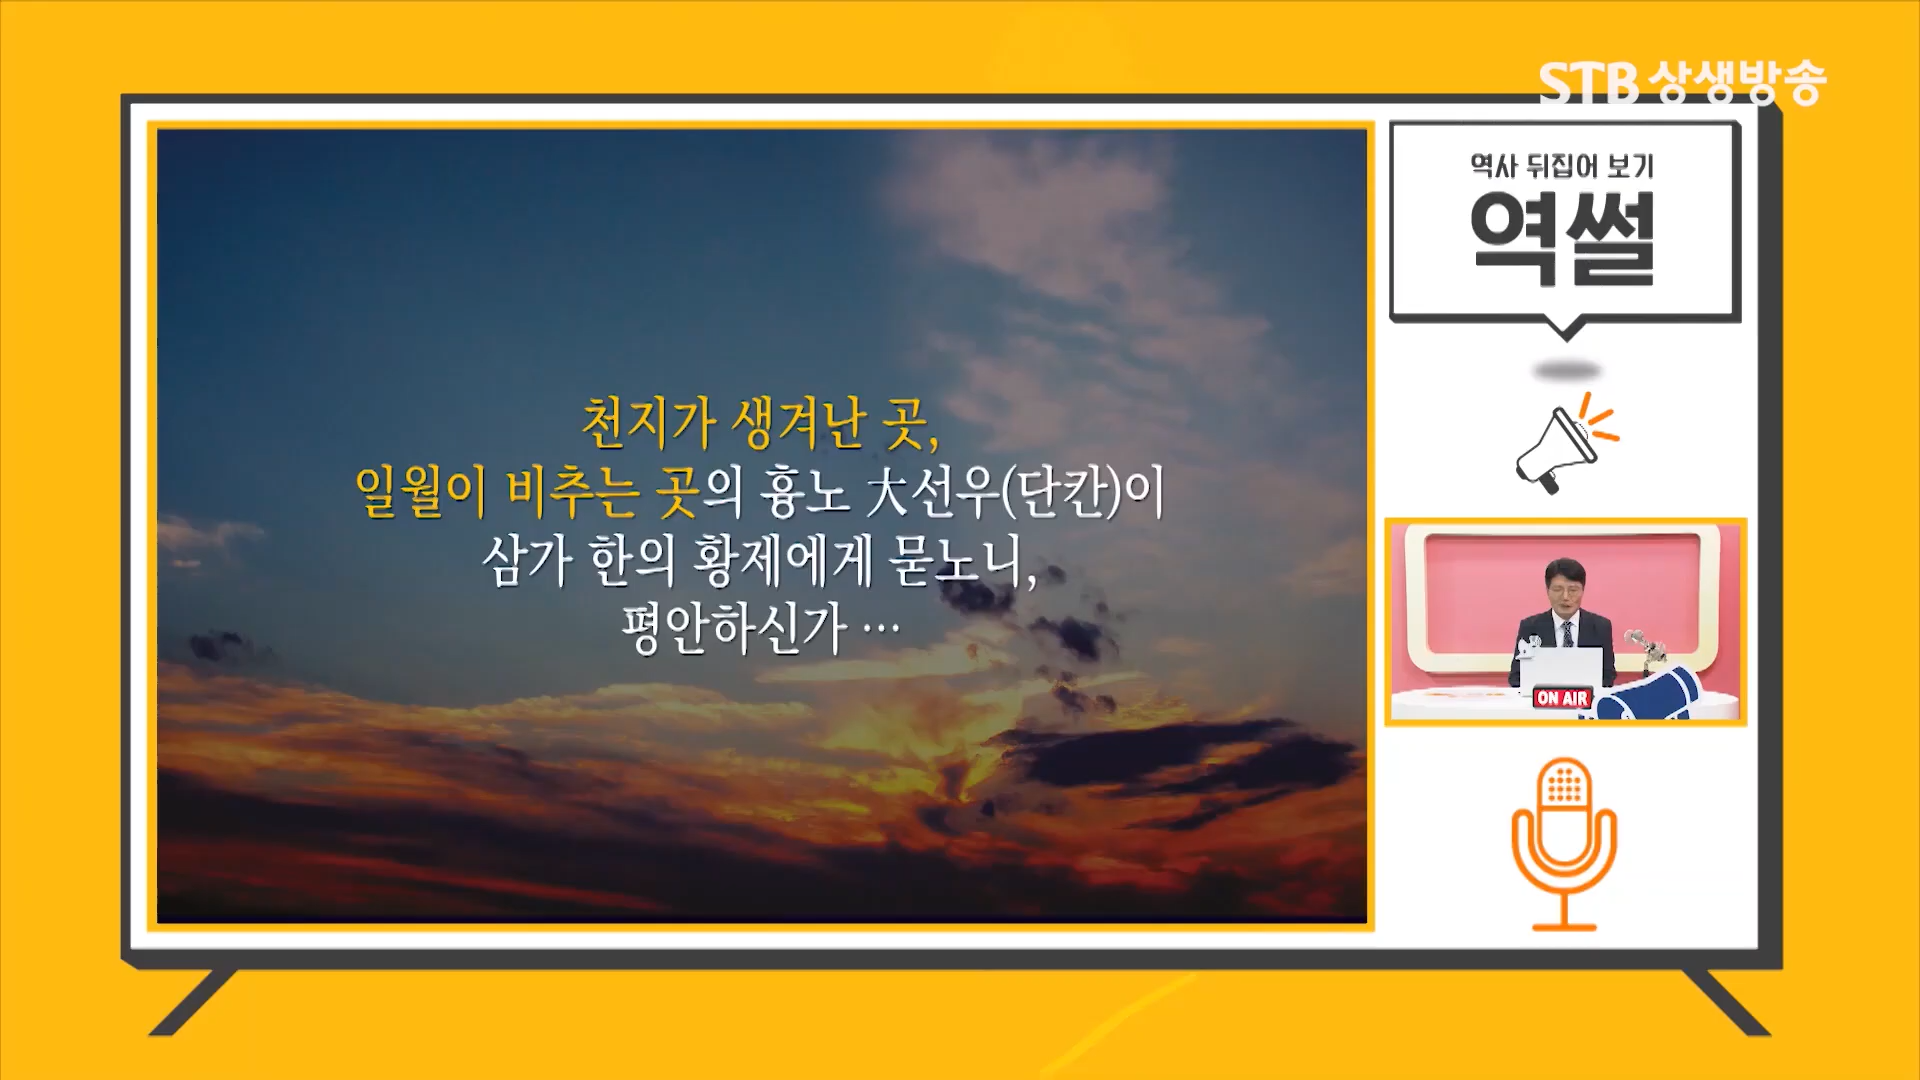 STB 상생방송
역사 뒤집어 보기
역썰
천지가 생겨난 곳,
일월이 비추는 곳의 흉노 大선우(단칸)이
삼가 한의 황제에게 묻노니,
평안하신가 …
ON AIR